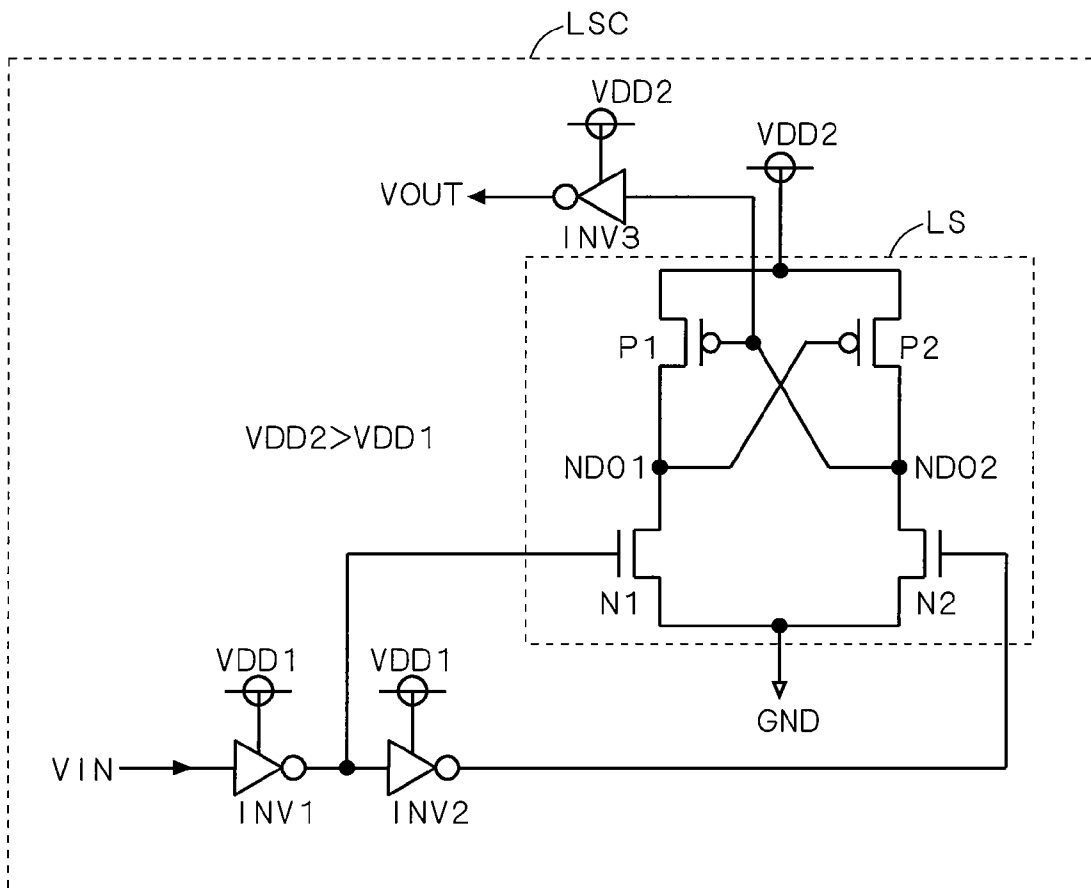 LSC
VDD2
VDD2
VOUT
INV3
LS
P1
P2
VDD2>VDD1
ND01
ND02
N1
N2
VDD1
VDD1
GND
VIN
INV1
INV2